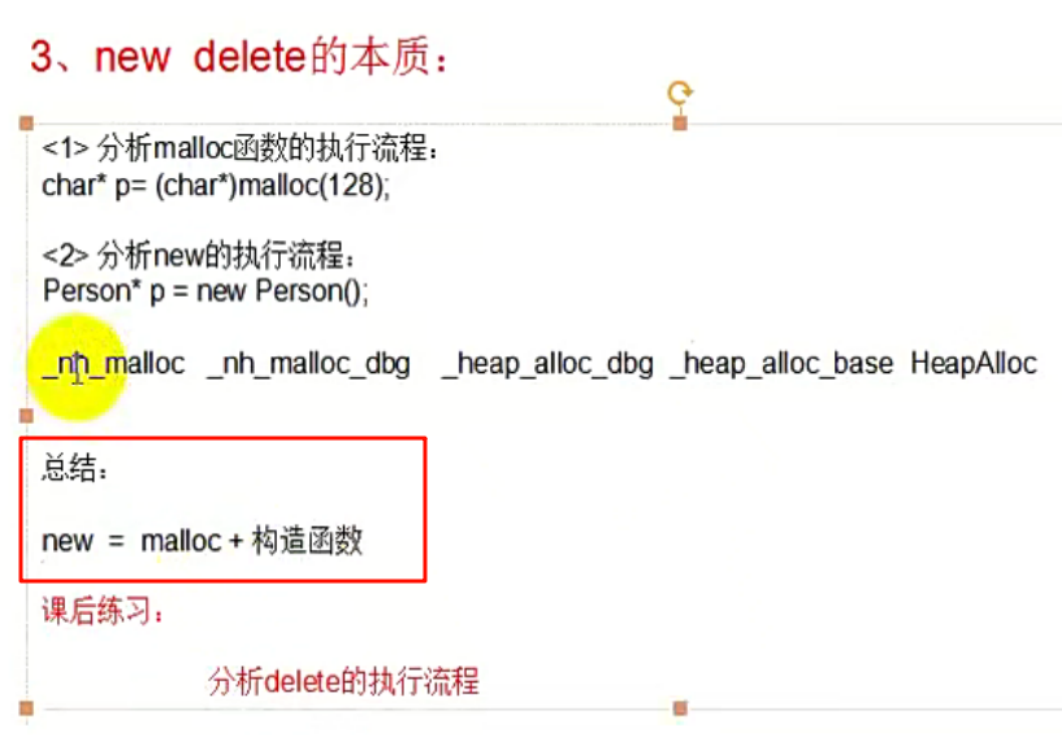 3、new delete的本质：
<1> 分析malloc函数的执行流程：
char* p= (char*)malloc(128);
<2> 分析new的执行流程：
Person* p = new Person();
_nh_malloc _nh_malloc_dbg _heap_alloc_dbg _heap_alloc_base HeapAlloc
总结：
new = malloc + 构造函数
课后练习：
分析delete的执行流程